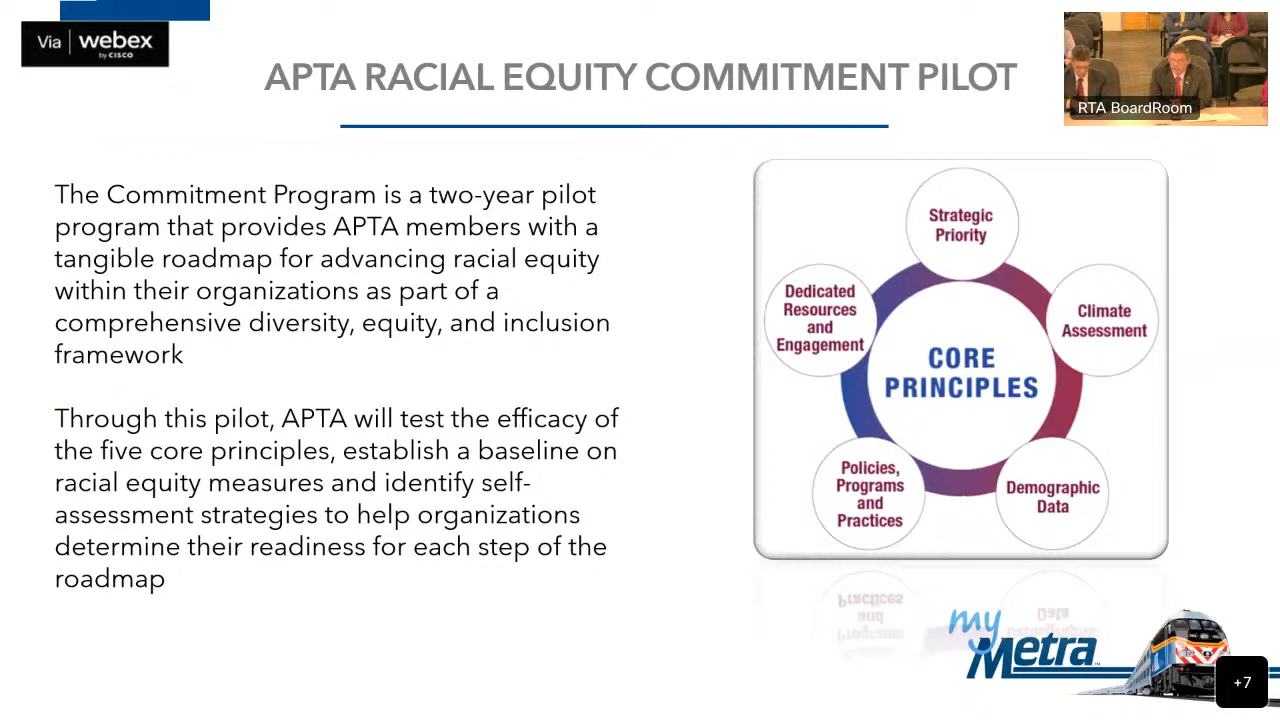 Via webex
by CISCO
APTA RACIAL EQUITY COMMITMENT PILOT
RTA BoardRoom
The Commitment Program is a two-year pilot
program that provides APTA members with a
tangible roadmap for advancing racial equity
within their organizations as part of a
comprehensive diversity, equity, and inclusion
framework
Through this pilot, APTA will test the efficacy of
the five core principles, establish a baseline on
racial equity measures and identify self-
assessment strategies to help organizations
determine their readiness for each step of the
roadmap
Strategic
Priority
Climate
Assessment
Demographic
Data
Policies,
Programs
and
Practices
Dedicated
Resources
and
Engagement
CORE
PRINCIPLES
Practices
and
Programs
Data
Demographic
my
Metra
+7